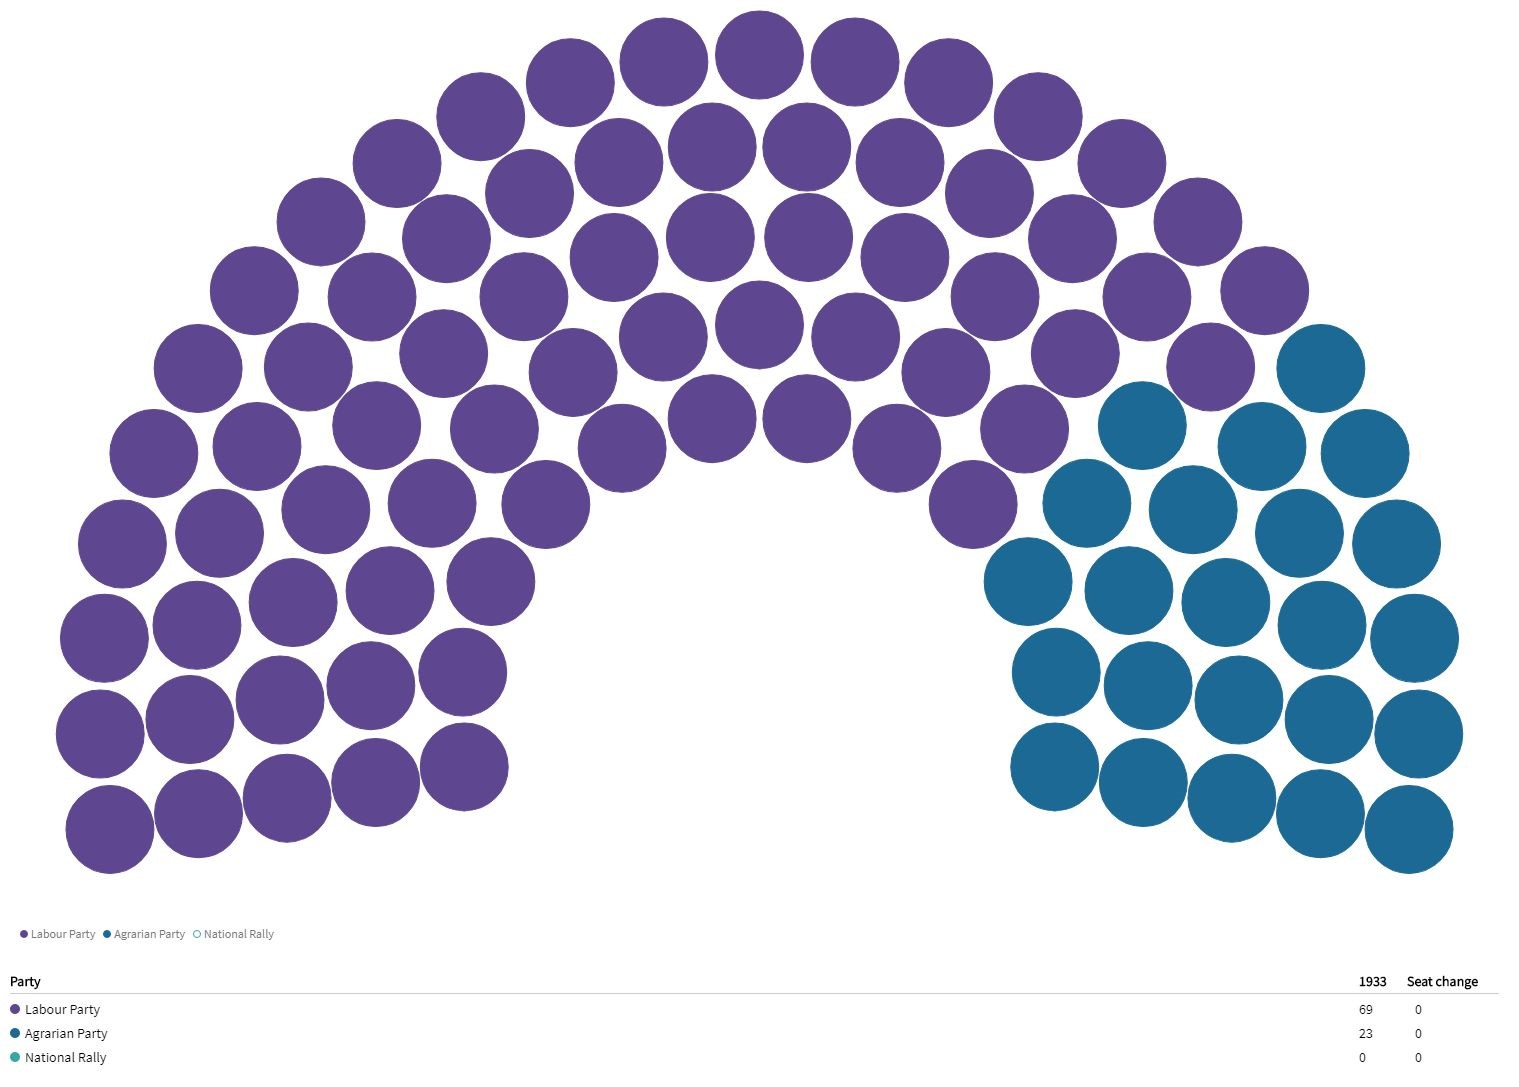 Labour Party Agrarian Party National Rally
Party 1933 Seat change
Labour Party 69 0
Agrarian Party 23 0
National Rally 0 0